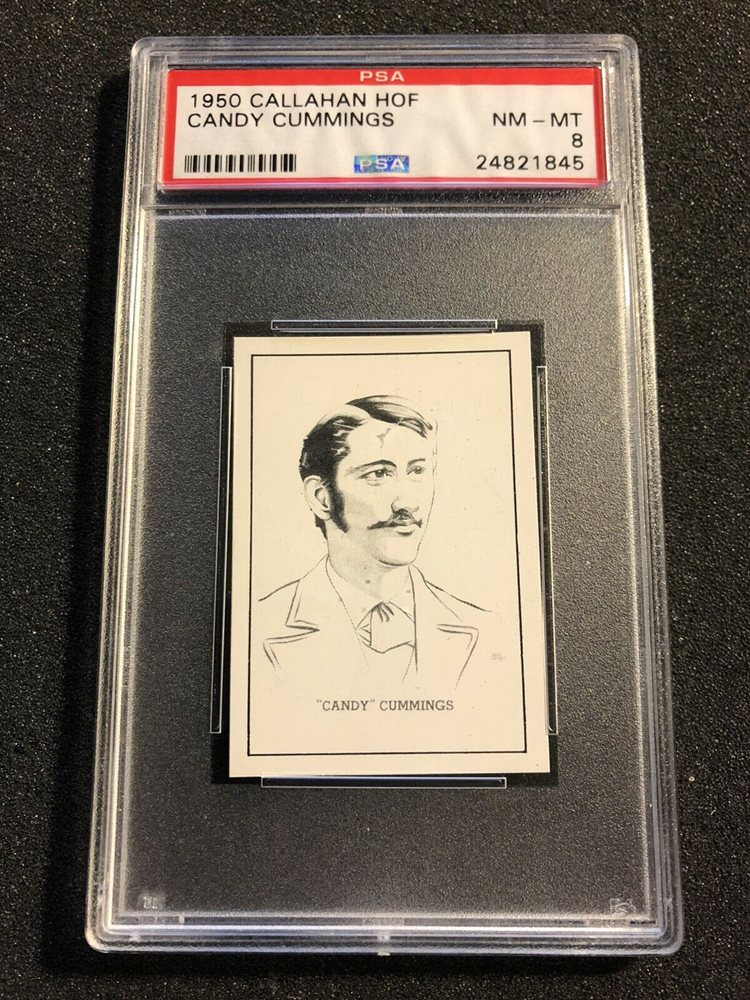 PSA
1950 CALLAHAN HOF
CANDY CUMMINGS
NM - MT
8
PSA
24821845
"CANDY" CUMMINGS